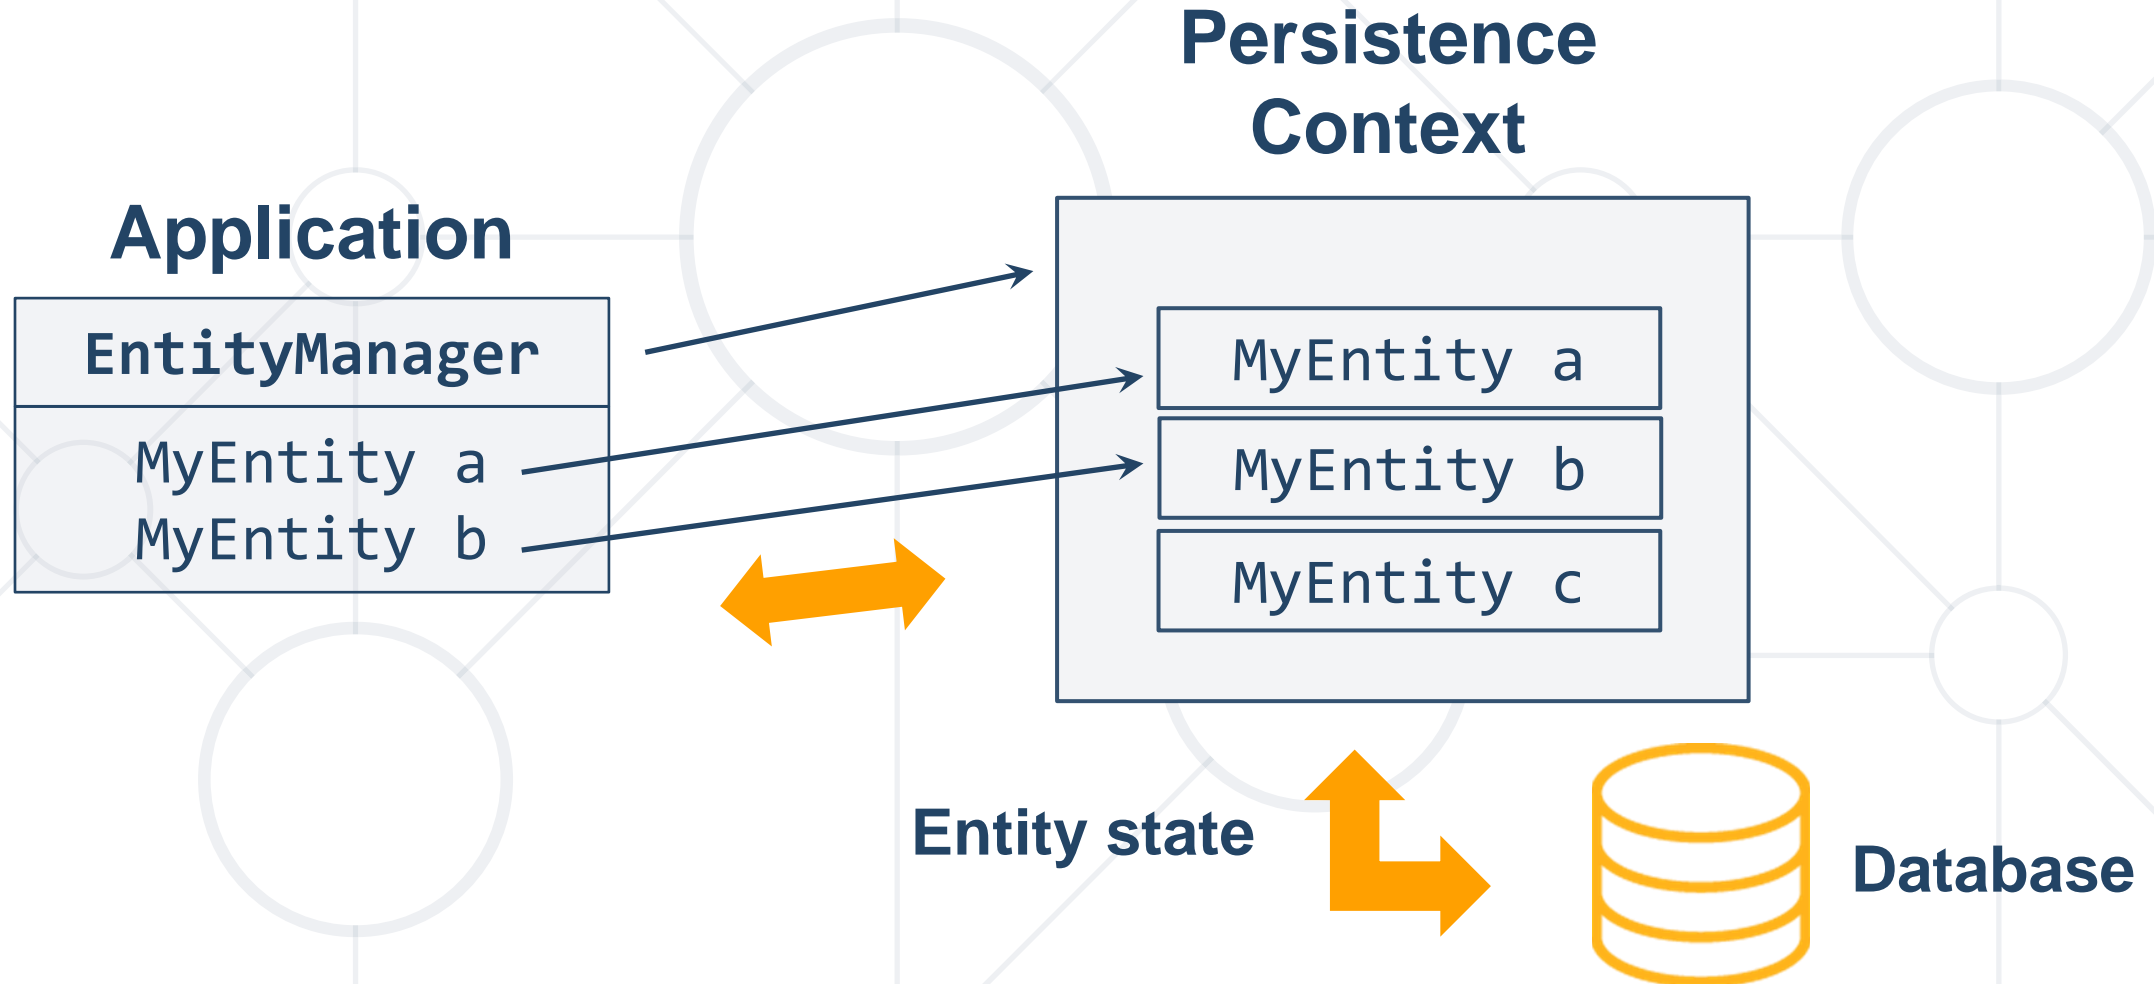 Persistence
Context
Application
EntityManager
MyEntity a
MyEntity b
MyEntity a
MyEntity b
MyEntity c
Entity state
Database